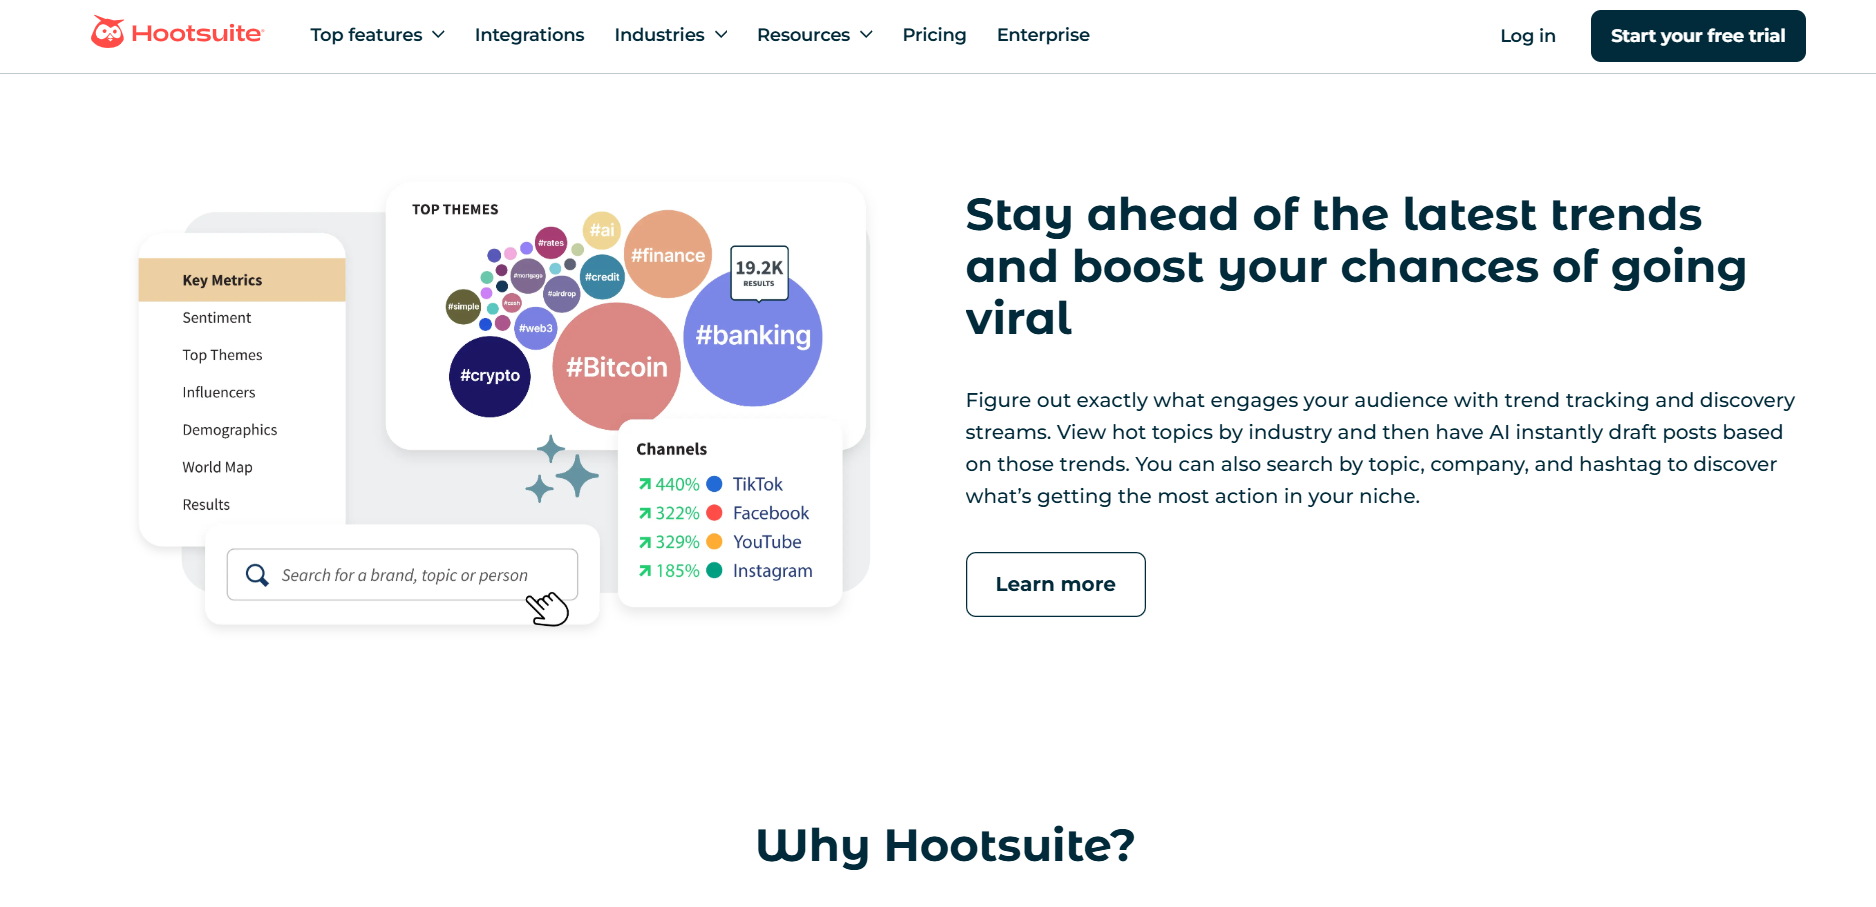 Hootsuite
Top features
Integrations
Industries
Resources
Pricing
Enterprise
Log in
Start your free trial
TOP THEMES
#ai
#rates
#finance
#mortgage
#credit
19.2K
RESULTS
#airdrop
#simple
#cash
#web3
#banking
#crypto
#Bitcoin
Key Metrics
Sentiment
Top Themes
Influencers
Demographics
World Map
Results
Search for a brand, topic or person
Channels
440% TikTok
322% Facebook
329% YouTube
185% Instagram
Stay ahead of the latest trends
and boost your chances of going
viral
Figure out exactly what engages your audience with trend tracking and discovery
streams. View hot topics by industry and then have AI instantly draft posts based
on those trends. You can also search by topic, company, and hashtag to discover
what’s getting the most action in your niche.
Learn more
Why Hootsuite?